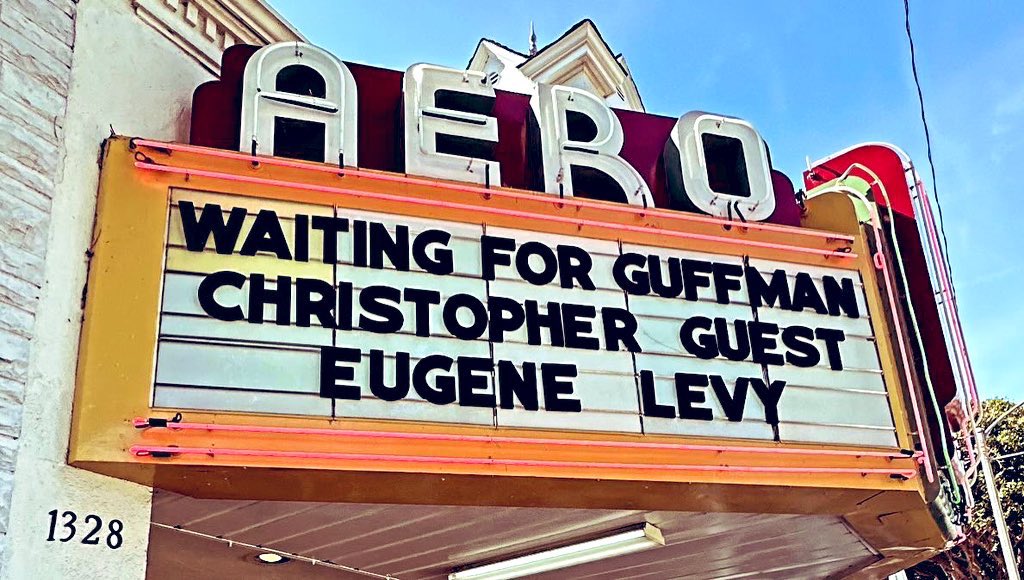 AERO
WAITING FOR GUFFMAN
CHRISTOPHER GUEST
EUGENE LEVY
1328